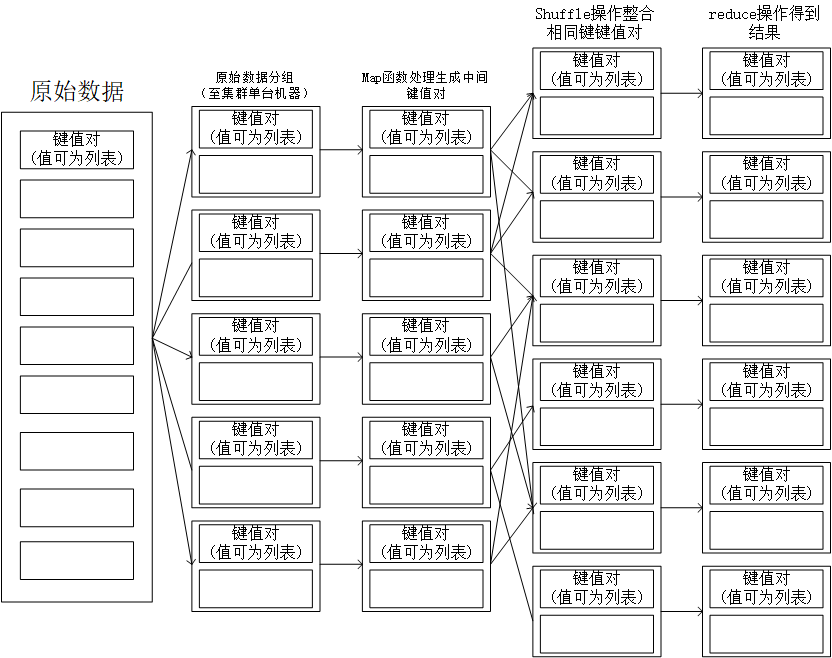 原始数据
键值对
(值可为列表)
原始数据分组
(至集群单台机器)
键值对
(值可为列表)
键值对
(值可为列表)
键值对
(值可为列表)
键值对
(值可为列表)
键值对
(值可为列表)
Map函数处理生成中间
键值对
键值对
(值可为列表)
键值对
(值可为列表)
键值对
(值可为列表)
键值对
(值可为列表)
键值对
(值可为列表)
Shuffle操作整合
相同键键值对
键值对
(值可为列表)
键值对
(值可为列表)
键值对
(值可为列表)
键值对
(值可为列表)
键值对
(值可为列表)
键值对
(值可为列表)
reduce操作得到
结果
键值对
(值可为列表)
键值对
(值可为列表)
键值对
(值可为列表)
键值对
(值可为列表)
键值对
(值可为列表)
键值对
(值可为列表)